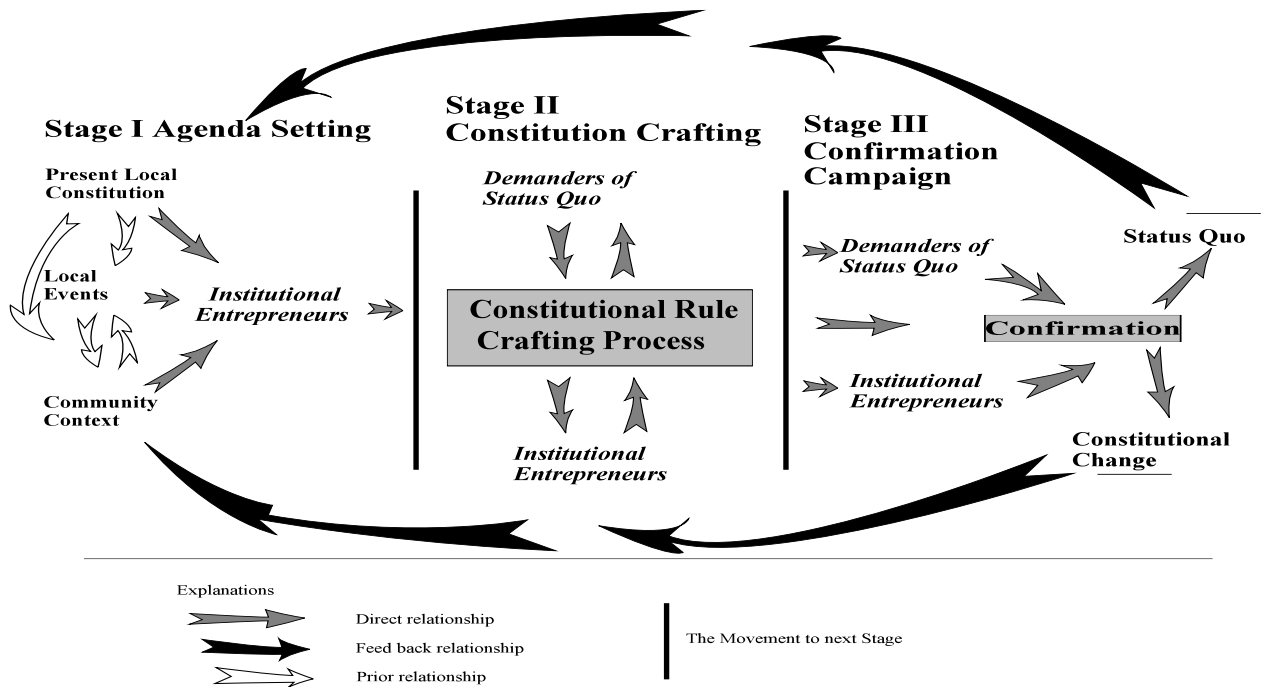 Stage I Agenda Setting
Present Local
Constitution
Local
Events
Community
Context
Institutional
Entrepreneurs
Stage II
Constitution Crafting
Demanders of
Status Quo
Constitutional Rule
Crafting Process
Institutional
Entrepreneurs
Stage III
Confirmation
Campaign
Demanders of
Status Quo
Institutional
Entrepreneurs
Confirmation
Status Quo
Constitutional
Change
Explanations
Direct relationship
Feed back relationship
Prior relationship
The Movement to next Stage